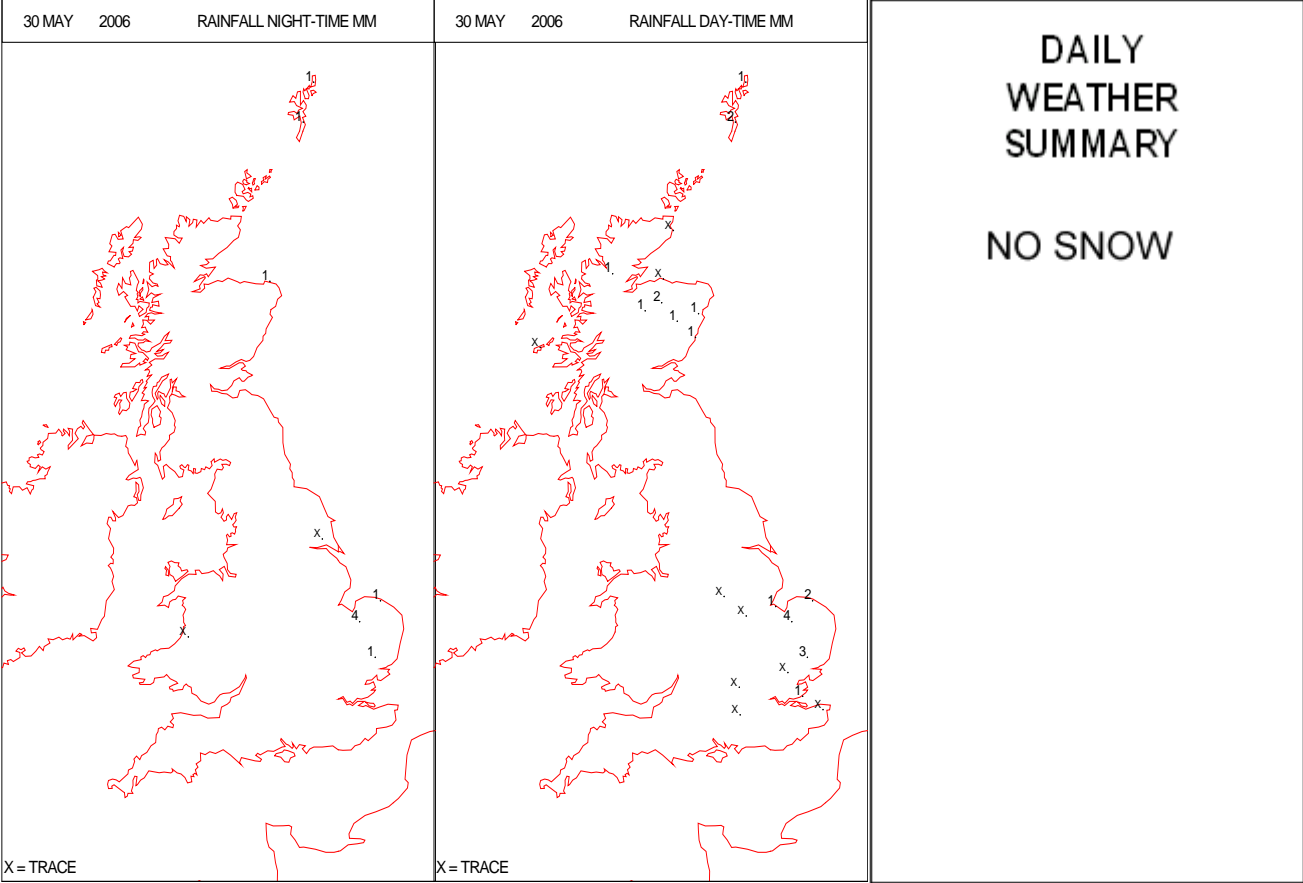 30 MAY 2006 RAINFALL NIGHT-TIME MM
1
1
1
X
1
4
X
1
X = TRACE
30 MAY 2006 RAINFALL DAY-TIME MM
1
2
X
1
X
2
1
1
1
1
X
X
1
2
X
4
3
X
X
1
X
X
X = TRACE
DAILY
WEATHER
SUMMARY
NO SNOW